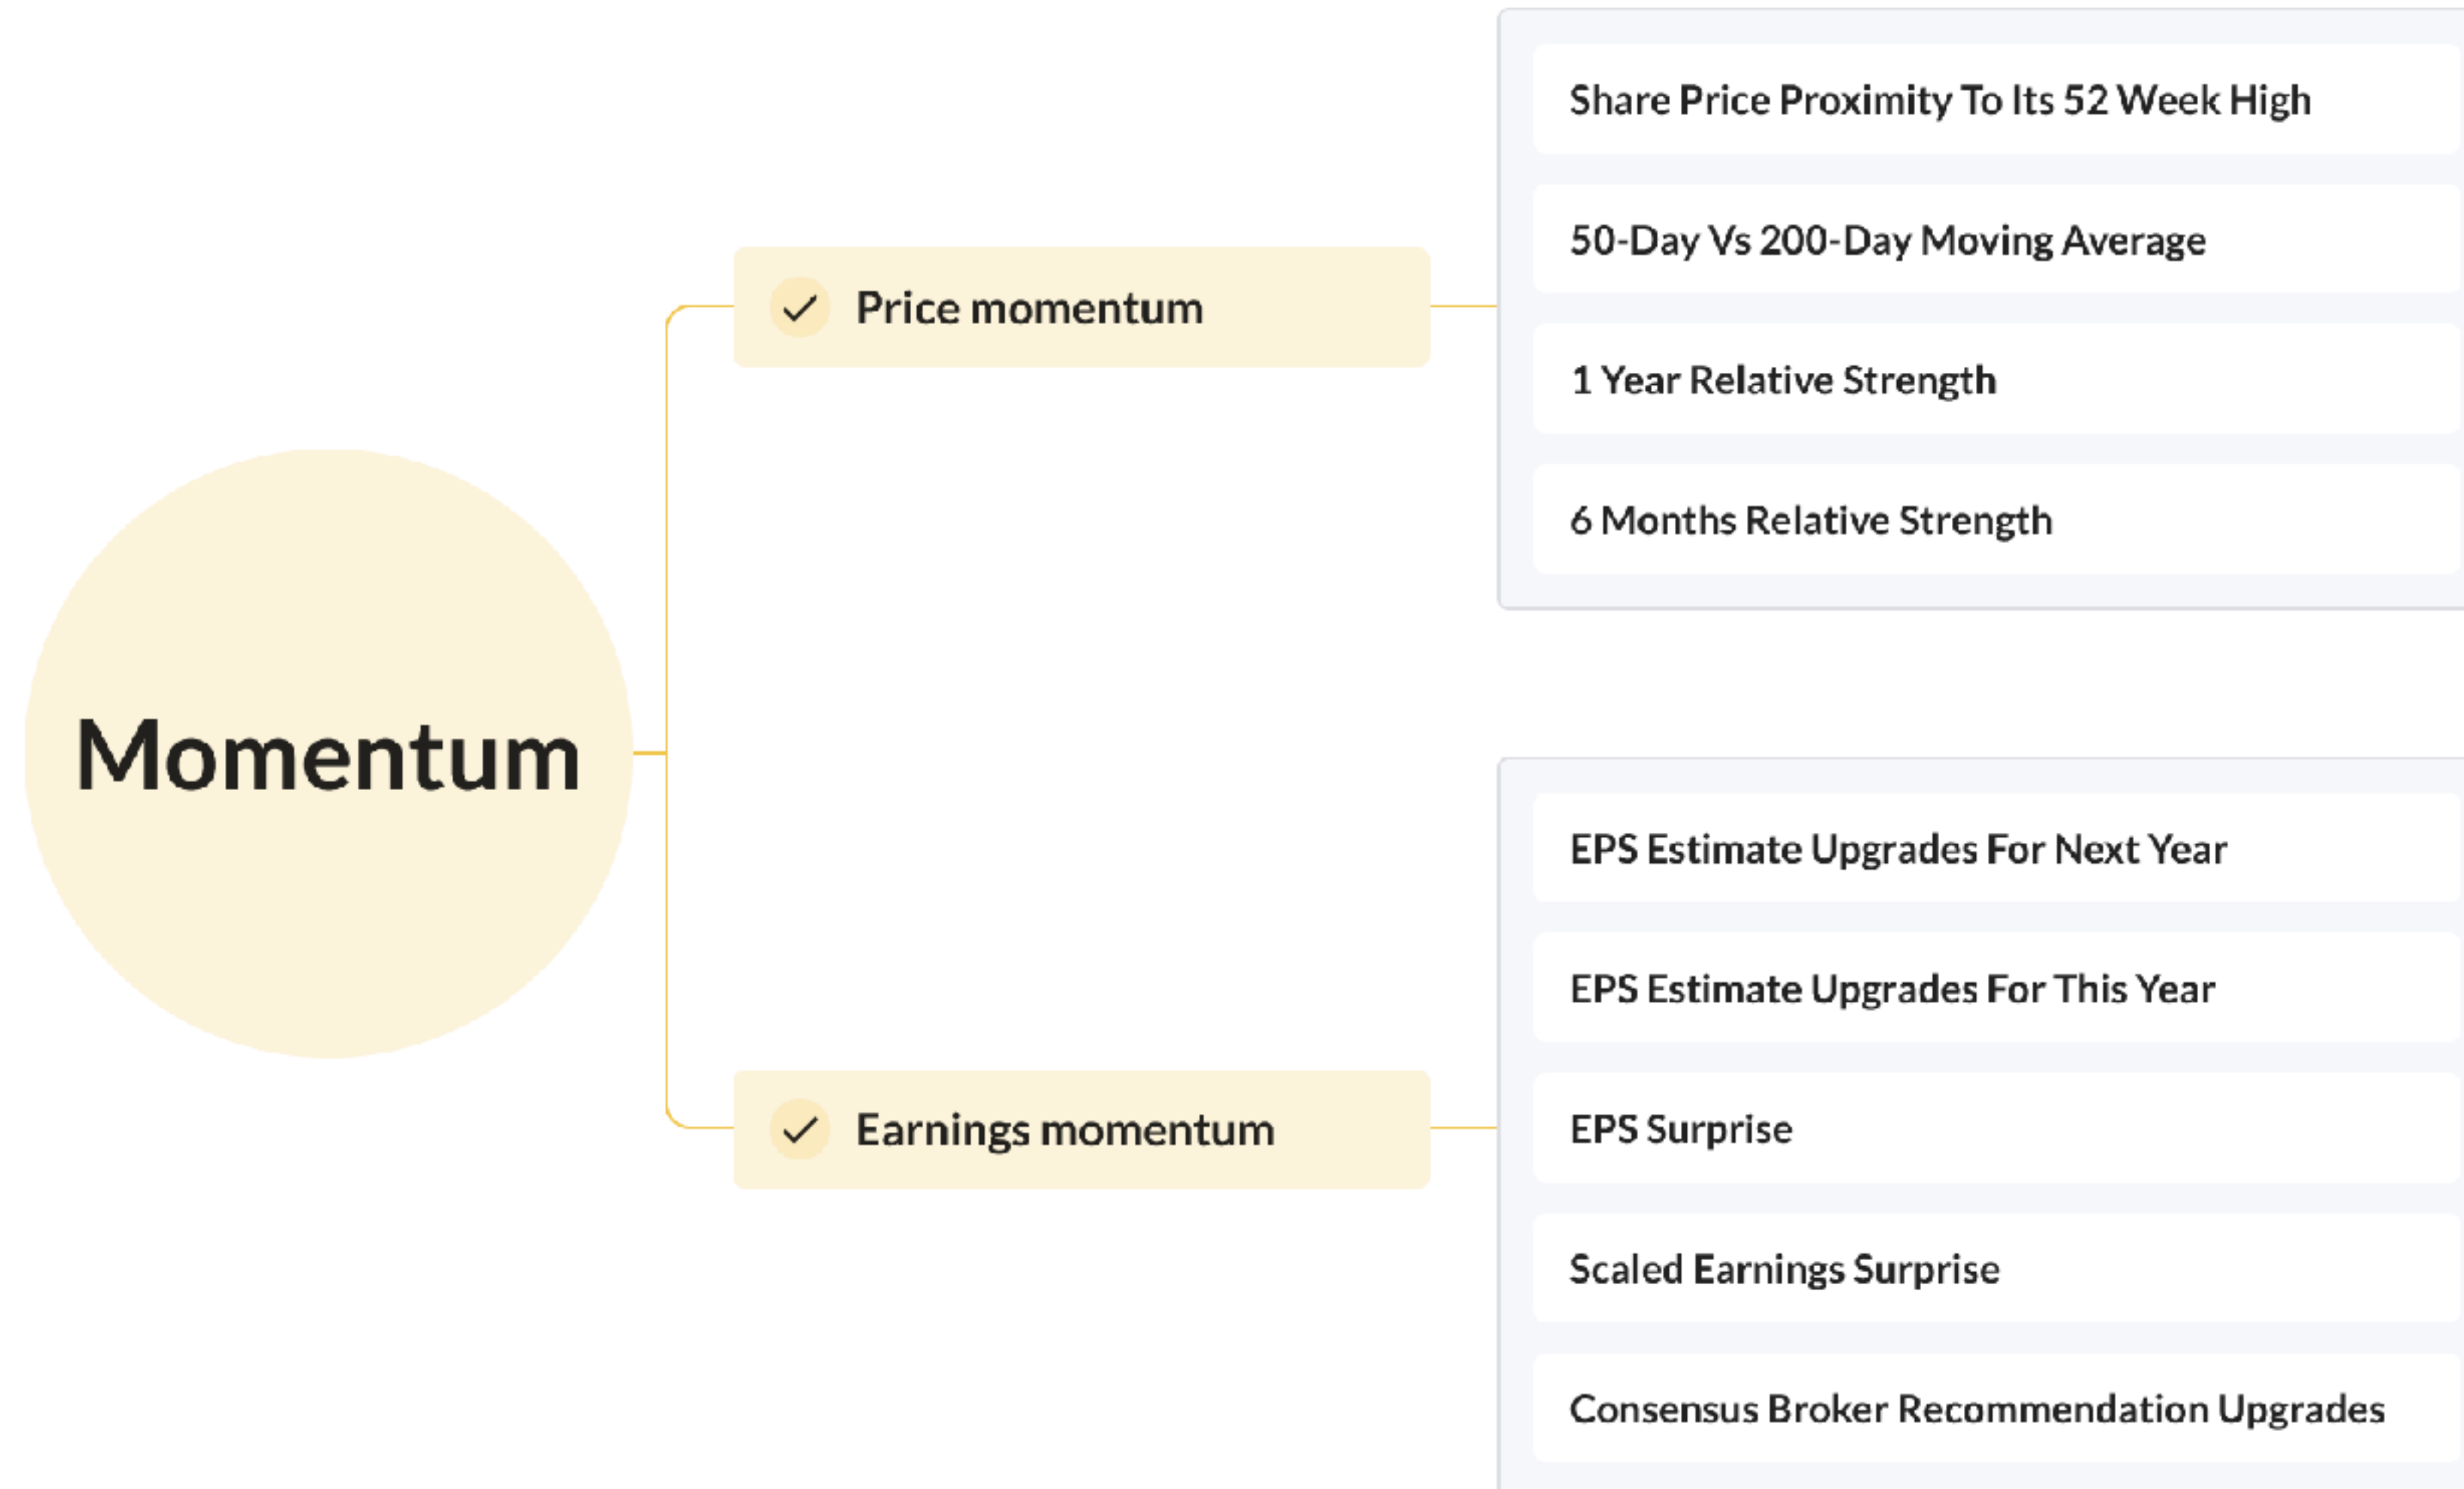 Momentum
Price momentum
Share Price Proximity To Its 52 Week High
50-Day Vs 200-Day Moving Average
1 Year Relative Strength
6 Months Relative Strength
Earnings momentum
EPS Estimate Upgrades For Next Year
EPS Estimate Upgrades For This Year
EPS Surprise
Scaled Earnings Surprise
Consensus Broker Recommendation Upgrades